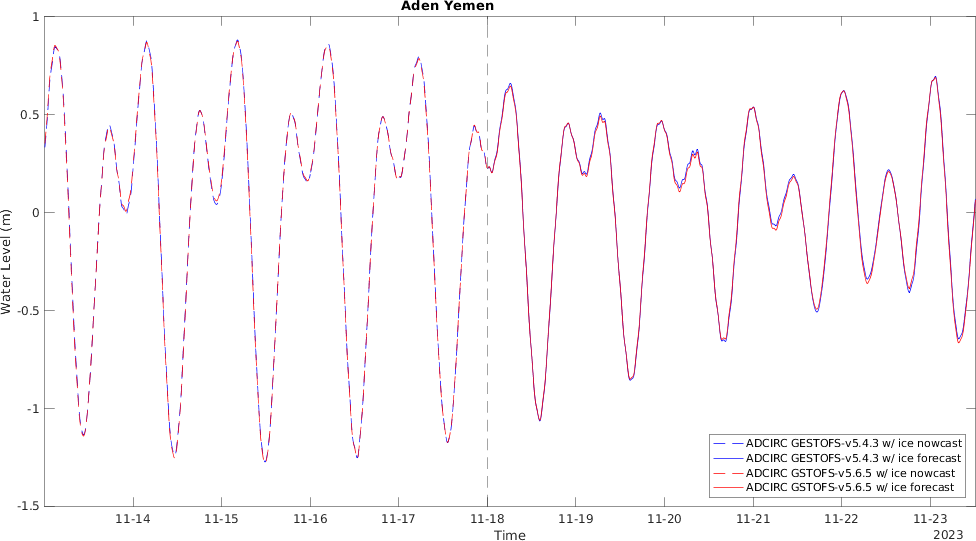 Aden Yemen
1
0.5
0
-0.5
-1
-1.5
Water Level (m)
11-14
11-15
11-16
11-17
11-18
11-19
11-20
11-21
11-22
11-23
Time
2023
ADCIRC GESTOFS-v5.4.3 w/ ice nowcast
ADCIRC GESTOFS-v5.4.3 w/ ice forecast
ADCIRC GSTOFS-v5.6.5 w/ ice nowcast
ADCIRC GSTOFS-v5.6.5 w/ ice forecast